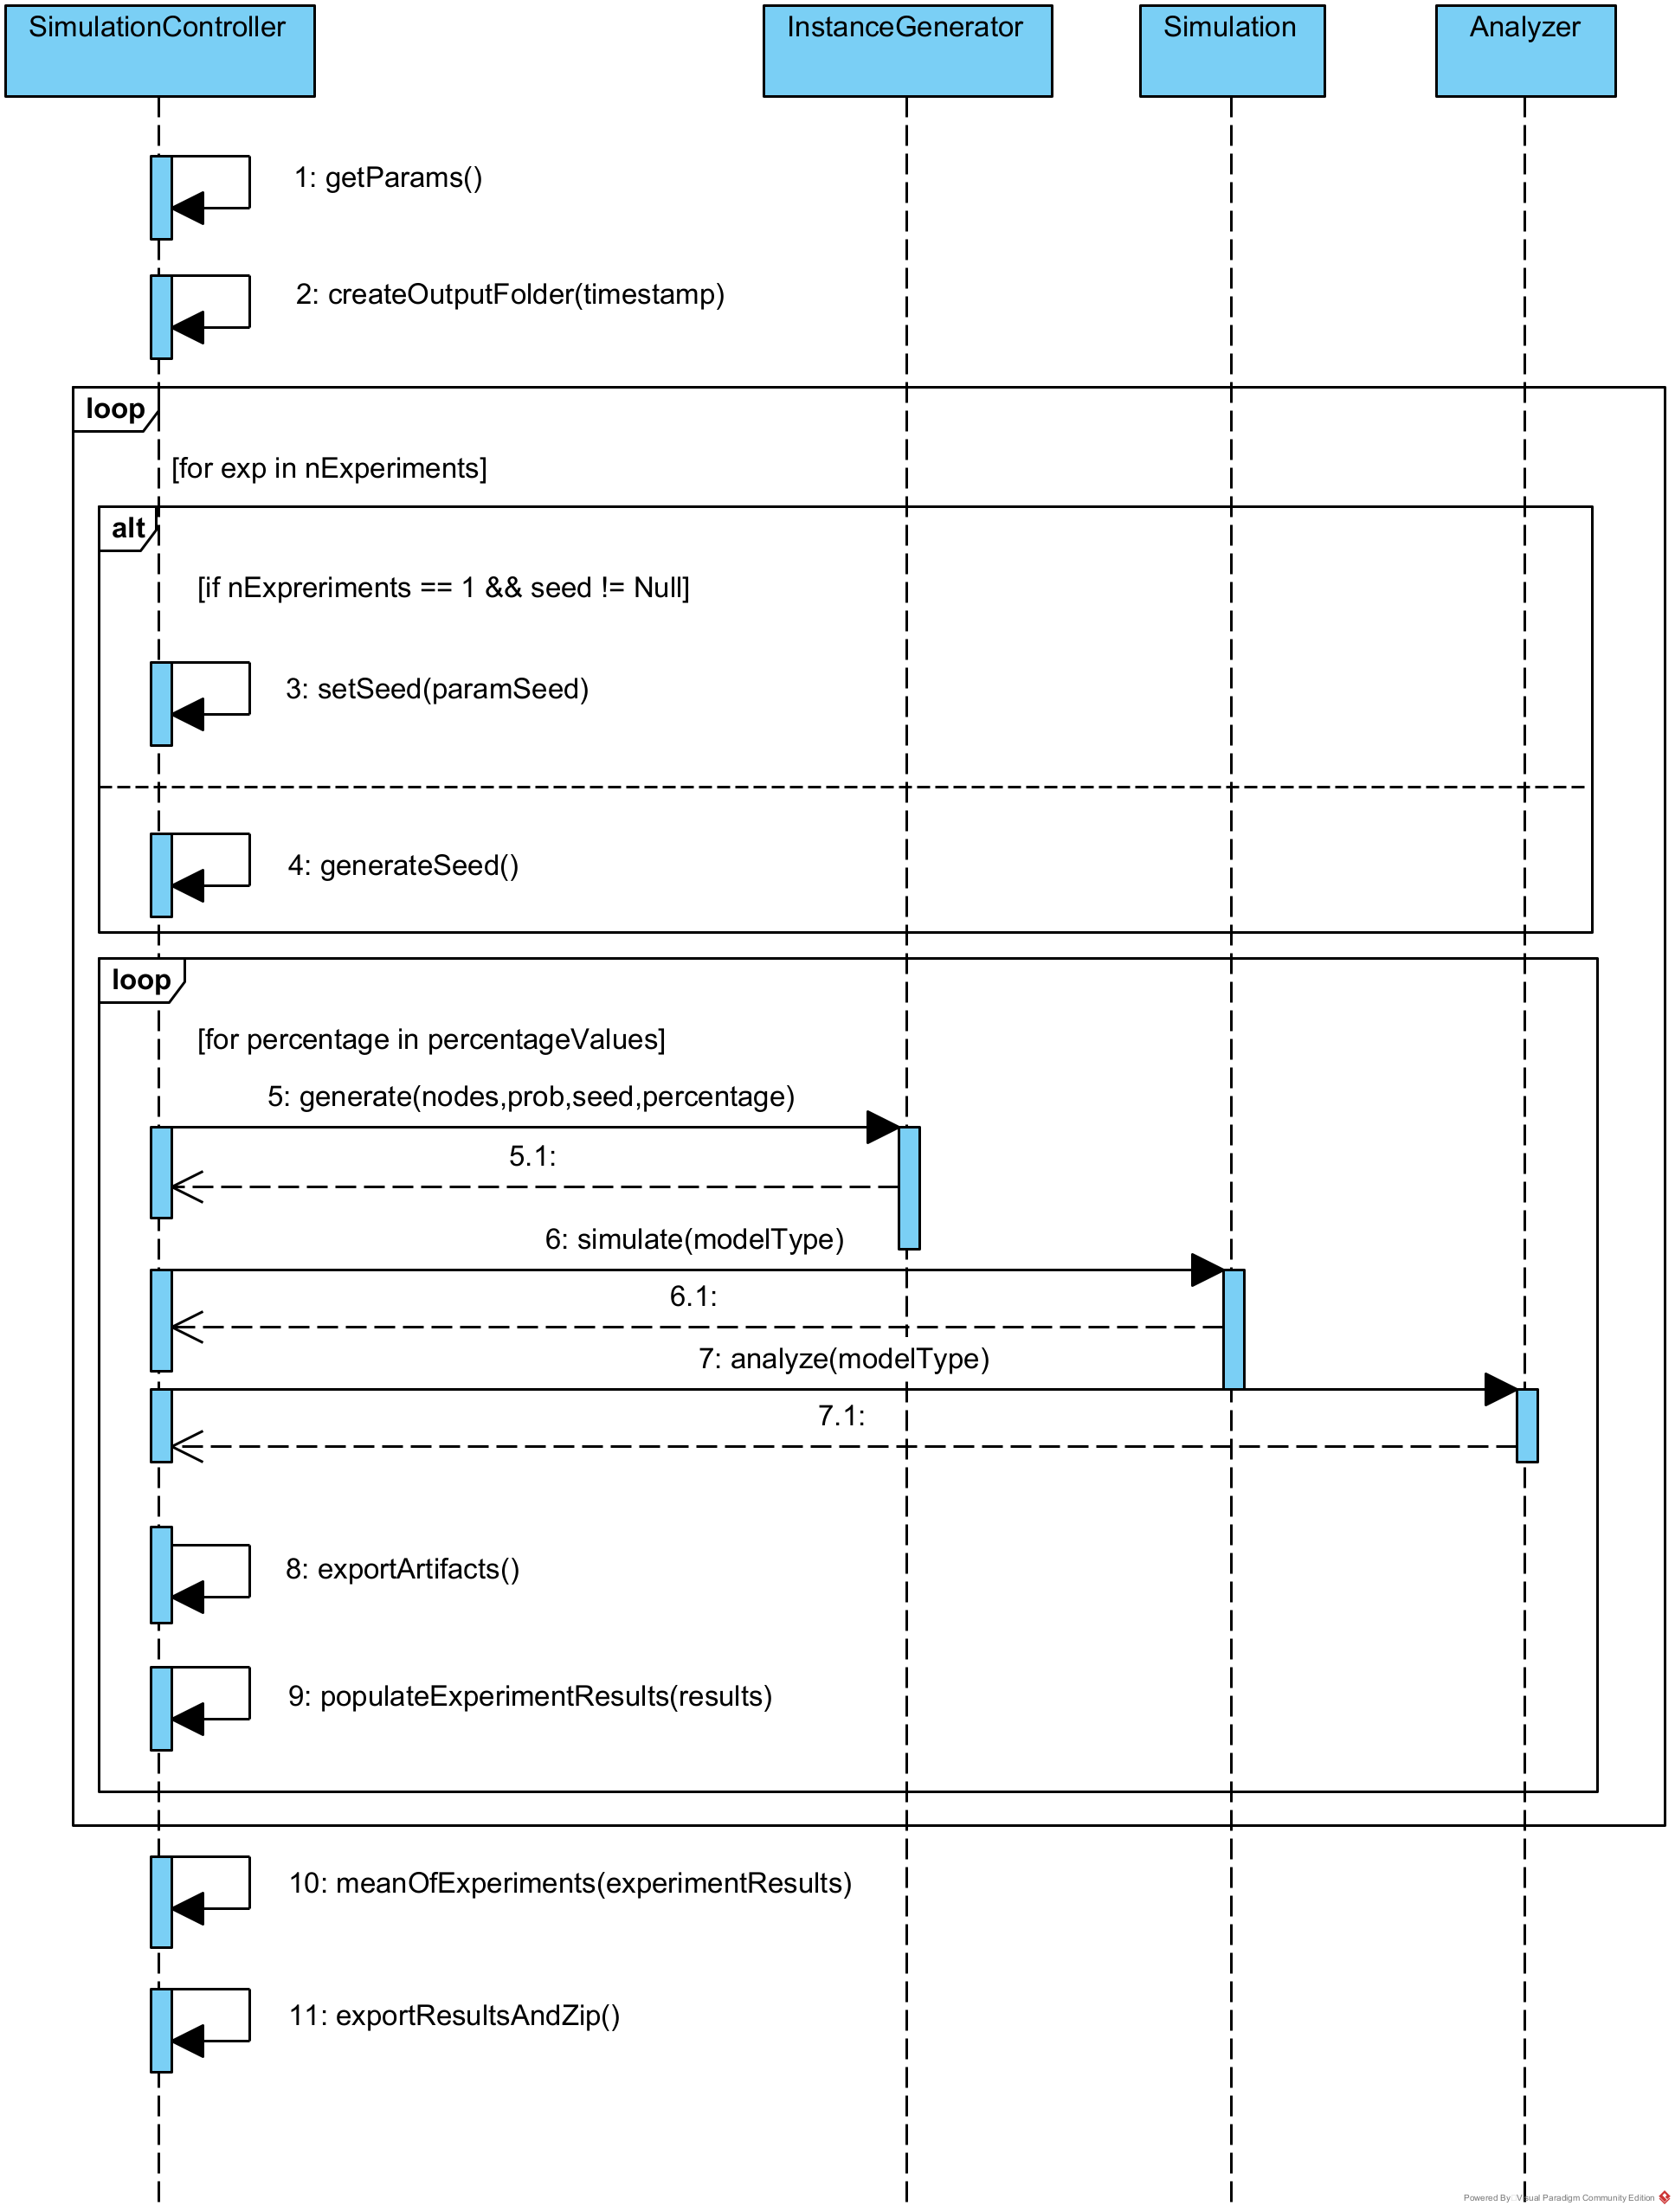 SimulationController
InstanceGenerator
Simulation
Analyzer
1: getParams()
2: createOutputFolder(timestamp)
loop
[for exp in nExperiments]
alt
[if nExpreriments == 1 && seed != Null]
3: setSeed(paramSeed)
4: generateSeed()
loop
[for percentage in percentageValues]
5: generate(nodes,prob,seed,percentage)
5.1:
6: simulate(modelType)
6.1:
7: analyze(modelType)
7.1:
8: exportArtifacts()
9: populateExperimentResults(results)
10: meanOfExperiments(experimentResults)
11: exportResultsAndZip()
Powered By Visual Paradigm Community Edition